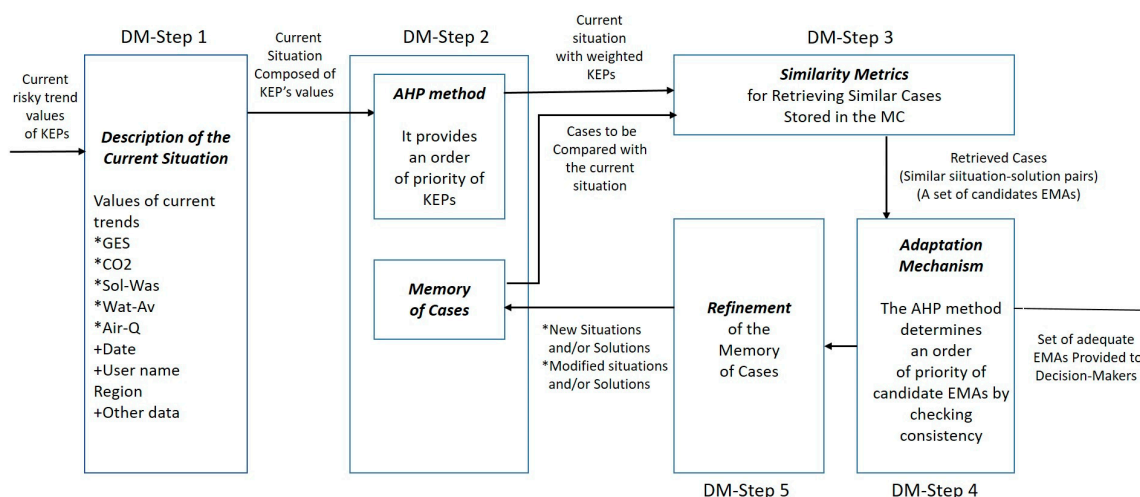 DM-Step 1
Current
risky trend
values
of KEPs
Description of the
Current Situation
Values of current
trends
*GES
*CO2
*Sol-Was
*Wat-Av
*Air-Q
+Date
+User name
Region
+Other data
Current
Situation
Composed of
KEP's values
DM-Step 2
AHP method
It provides
an order
of priority of
KEPs
Memory
of Cases
Current
situation
with weighted
KEPs
Cases to be
Compared with
the current
situation
DM-Step 3
Similarity Metrics
for Retrieving Similar Cases
Stored in the MC
Retrieved Cases
(Similar siituation-solution pairs)
(A set of candidates EMAs)
Adaptation
Mechanism
The AHP method
determines
an order
of priority of
candidate EMAs by
checking
consistency
DM-Step 4
Set of adequate
EMAs Provided to
Decision-Makers
Refinement
of the
Memory
of Cases
DM-Step 5
*New Situations
and/or Solutions
*Modified situations
and/or Solutions